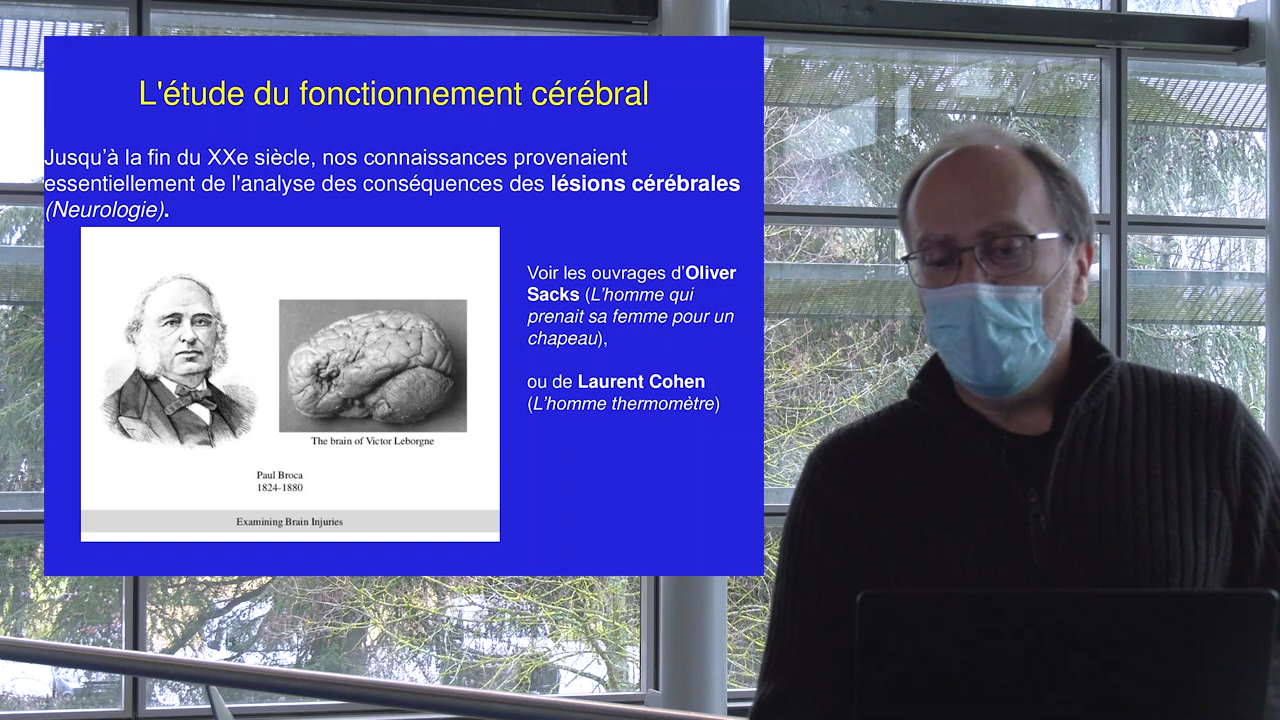 L'étude du fonctionnement cérébral
Jusqu'à la fin du XXe siècle, nos connaissances provenaient
essentiellement de l'analyse des conséquences des lésions cérébrales
(Neurologie).
Voir les ouvrages d'Oliver
Sacks (L'homme qui
prenait sa femme pour un
chapeau),
ou de Laurent Cohen
(L'homme thermomètre)
The brain of Victor Leborgne
Paul Broca
1824-1880
Examining Brain Injuries